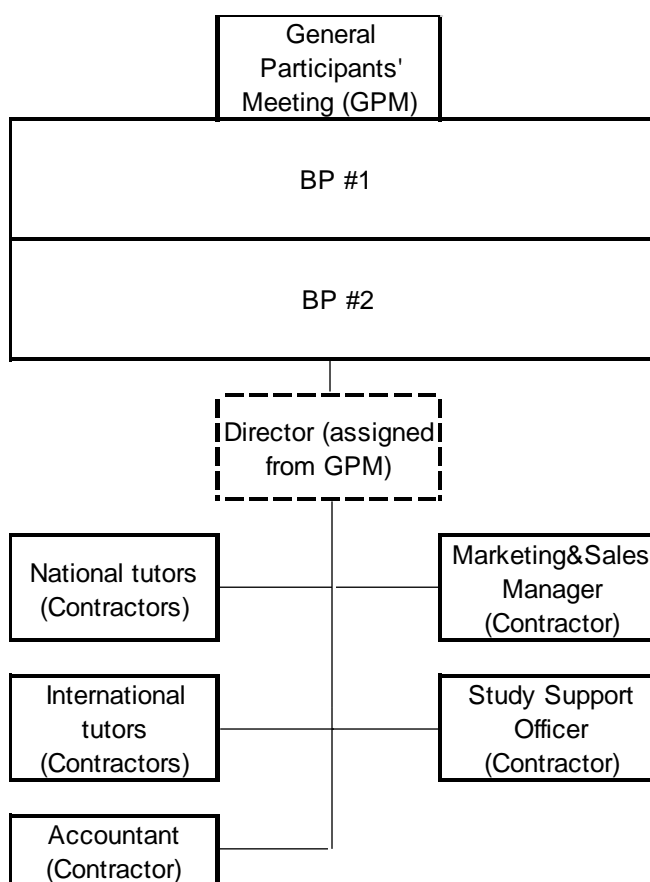 General
Participants'
Meeting (GPM)
BP #1
BP #2
Director (assigned
from GPM)
National tutors
(Contractors)
Marketing&Sales
Manager
(Contractor)
International
tutors
(Contractors)
Study Support
Officer
(Contractor)
Accountant
(Contractor)